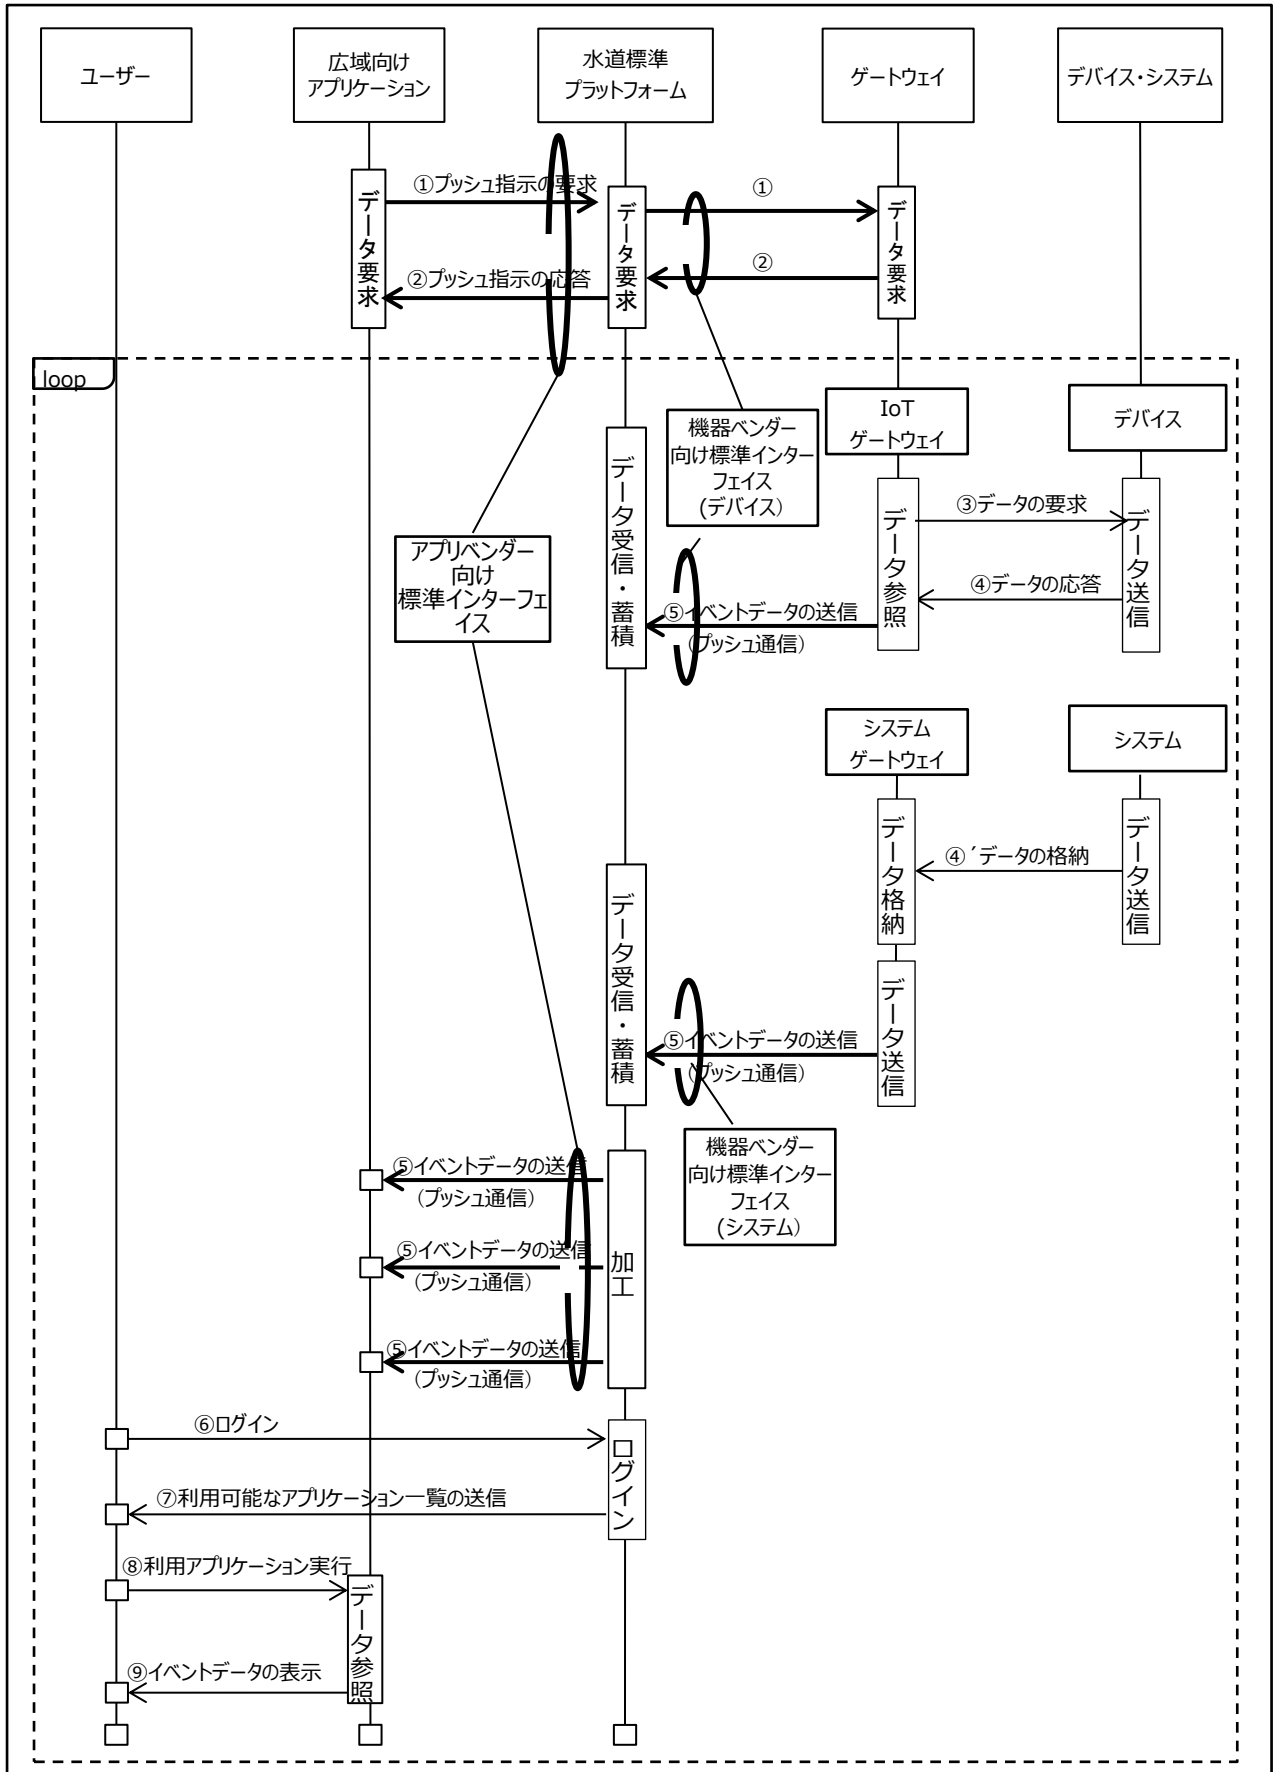 ユーザー
広域向け
アプリケーション
水道標準
プラットフォーム
ゲートウェイ
デバイス・システム
①プッシュ指示の要求
①
データ要求
データ要求
データ要求
②プッシュ指示の応答
②
loop
IoT
ゲートウェイ
デバイス
機器ベンダー
向け標準インター
フェイス
(デバイス)
データ受信・蓄積
データ参照
③データの要求
データ送信
④データの応答
アプリベンダー
向け
標準インターフェ
イス
⑤イベントデータの送信
(プッシュ通信)
システム
ゲートウェイ
システム
データ格納
④´データの格納
データ送信
データ受信・蓄積
データ送信
⑤イベントデータの送信
(プッシュ通信)
機器ベンダー
向け標準インター
フェイス
(システム)
⑤イベントデータの送信
(プッシュ通信)
⑤イベントデータの送信
(プッシュ通信)
加工
⑤イベントデータの送信
(プッシュ通信)
⑥ログイン
ログイン
⑦利用可能なアプリケーション一覧の送信
⑧利用アプリケーション実行
データ参照
⑨イベントデータの表示